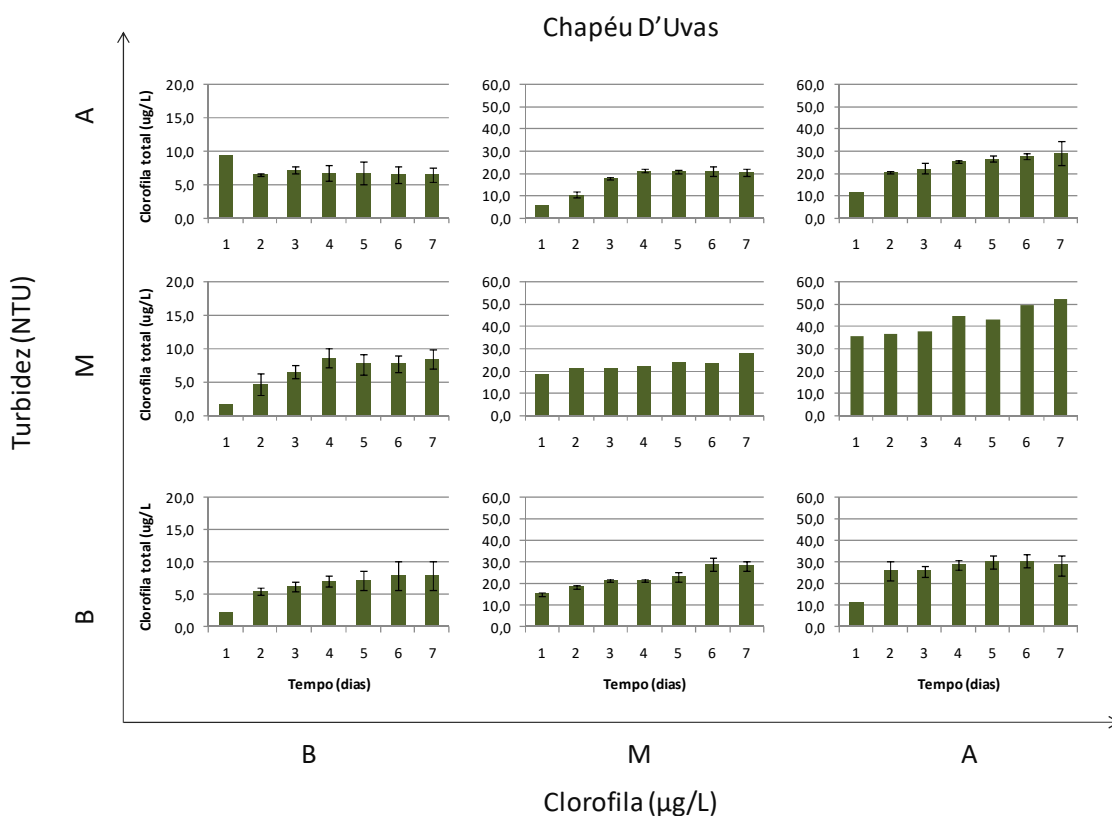 Chapéu D'Uvas
Turbidez (NTU)
A
Clorofila total (ug/L)
20,0
15,0
10,0
5,0
0,0
1 2 3 4 5 6 7
60,0
50,0
40,0
30,0
20,0
10,0
0,0
1 2 3 4 5 6 7
60,0
50,0
40,0
30,0
20,0
10,0
0,0
1 2 3 4 5 6 7
M
Clorofila total (ug/L)
20,0
15,0
10,0
5,0
0,0
1 2 3 4 5 6 7
60,0
50,0
40,0
30,0
20,0
10,0
0,0
1 2 3 4 5 6 7
60,0
50,0
40,0
30,0
20,0
10,0
0,0
1 2 3 4 5 6 7
B
Clorofila total (ug/L
20,0
15,0
10,0
5,0
0,0
1 2 3 4 5 6 7
Tempo (dias)
60,0
50,0
40,0
30,0
20,0
10,0
0,0
1 2 3 4 5 6 7
Tempo (dias)
60,0
50,0
40,0
30,0
20,0
10,0
0,0
1 2 3 4 5 6 7
Tempo (dias)
B M A
Clorofila (µg/L)